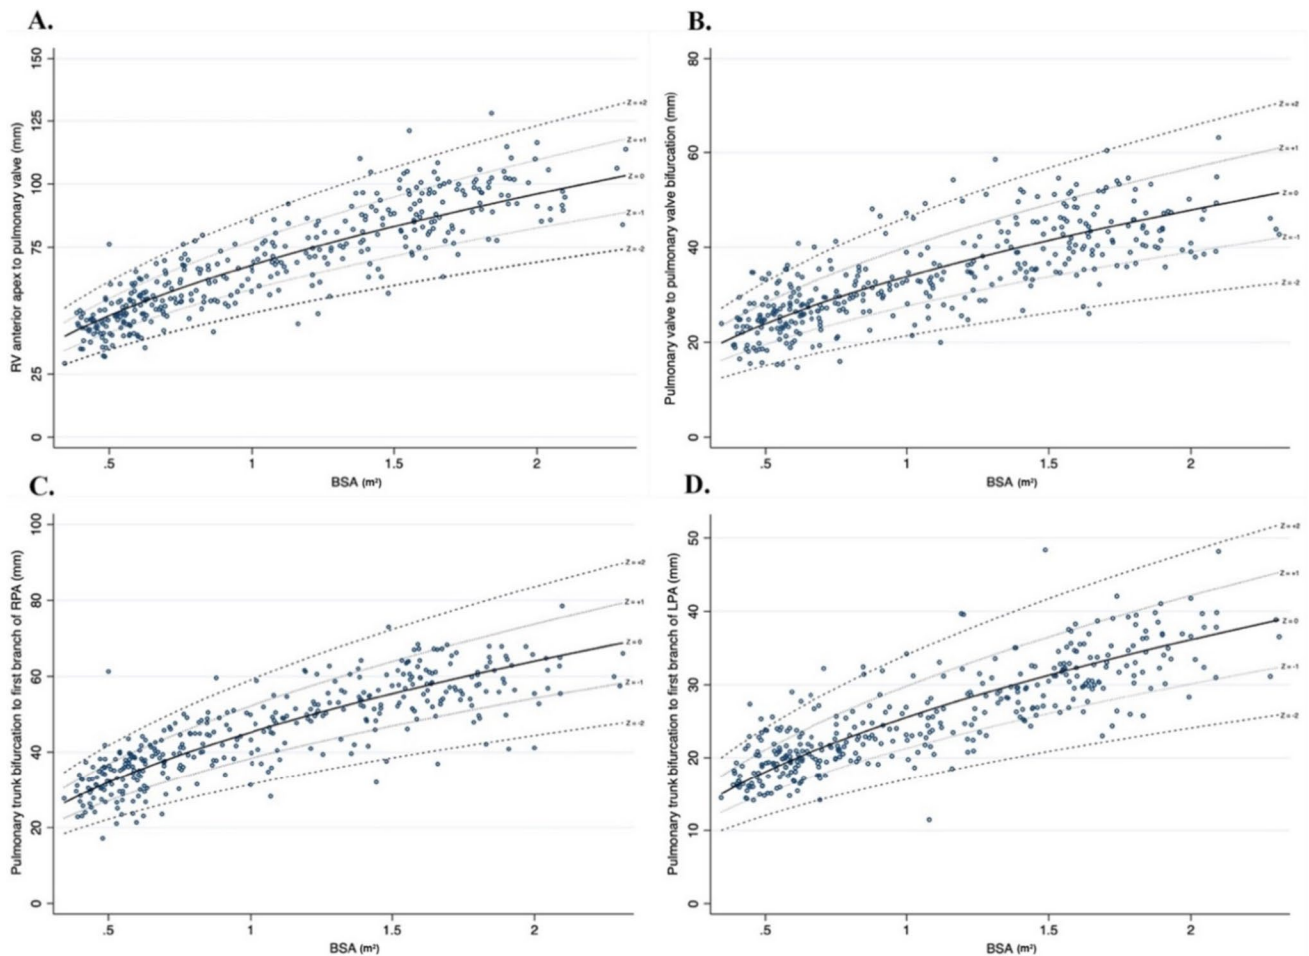 A.
RV anterior apex to pulmonary valve (mm)
150
125
100
75
25
0
Z = +2
Z = +1
Z = 0
Z = -1
Z = -2
.5 1 1.5 2
BSA (m²)
B.
Pulmonary valve to pulmonary valve bifurcation (mm)
80
60
40
20
0
Z = +2
Z = +1
Z = 0
Z = -1
Z = -2
.5 1 1.5 2
BSA (m²)
C.
Pulmonary trunk bifurcation to first branch of RPA (mm)
100
80
60
40
20
0
Z = +2
Z = +1
Z = 0
Z = -1
Z = -2
.5 1 1.5 2
BSA (m²)
D.
Pulmonary trunk bifurcation to first branch of LPA (mm)
50
40
30
20
10
0
Z = +2
Z = +1
Z = 0
Z = -1
Z = -2
.5 1 1.5 2
BSA (m²)